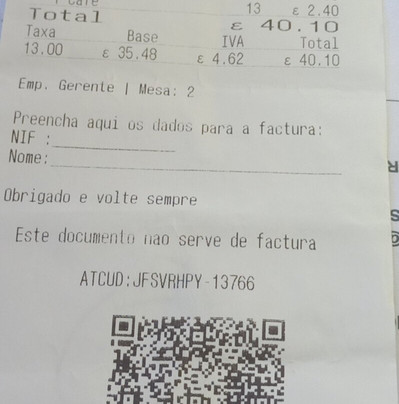 Cafe 13 ε 2.40
Total ε 40.10
Taxa Base IVA Total
13.00 ε 35.48 ε 4.62 ε 40.10
Emp. Gerente | Mesa: 2
Preencha aqui os dados para a factura:
NIF :
Nome:
Obrigado e volte sempre
Este documento nao serve de factura
ATCUD:JFSVRHPY-13766